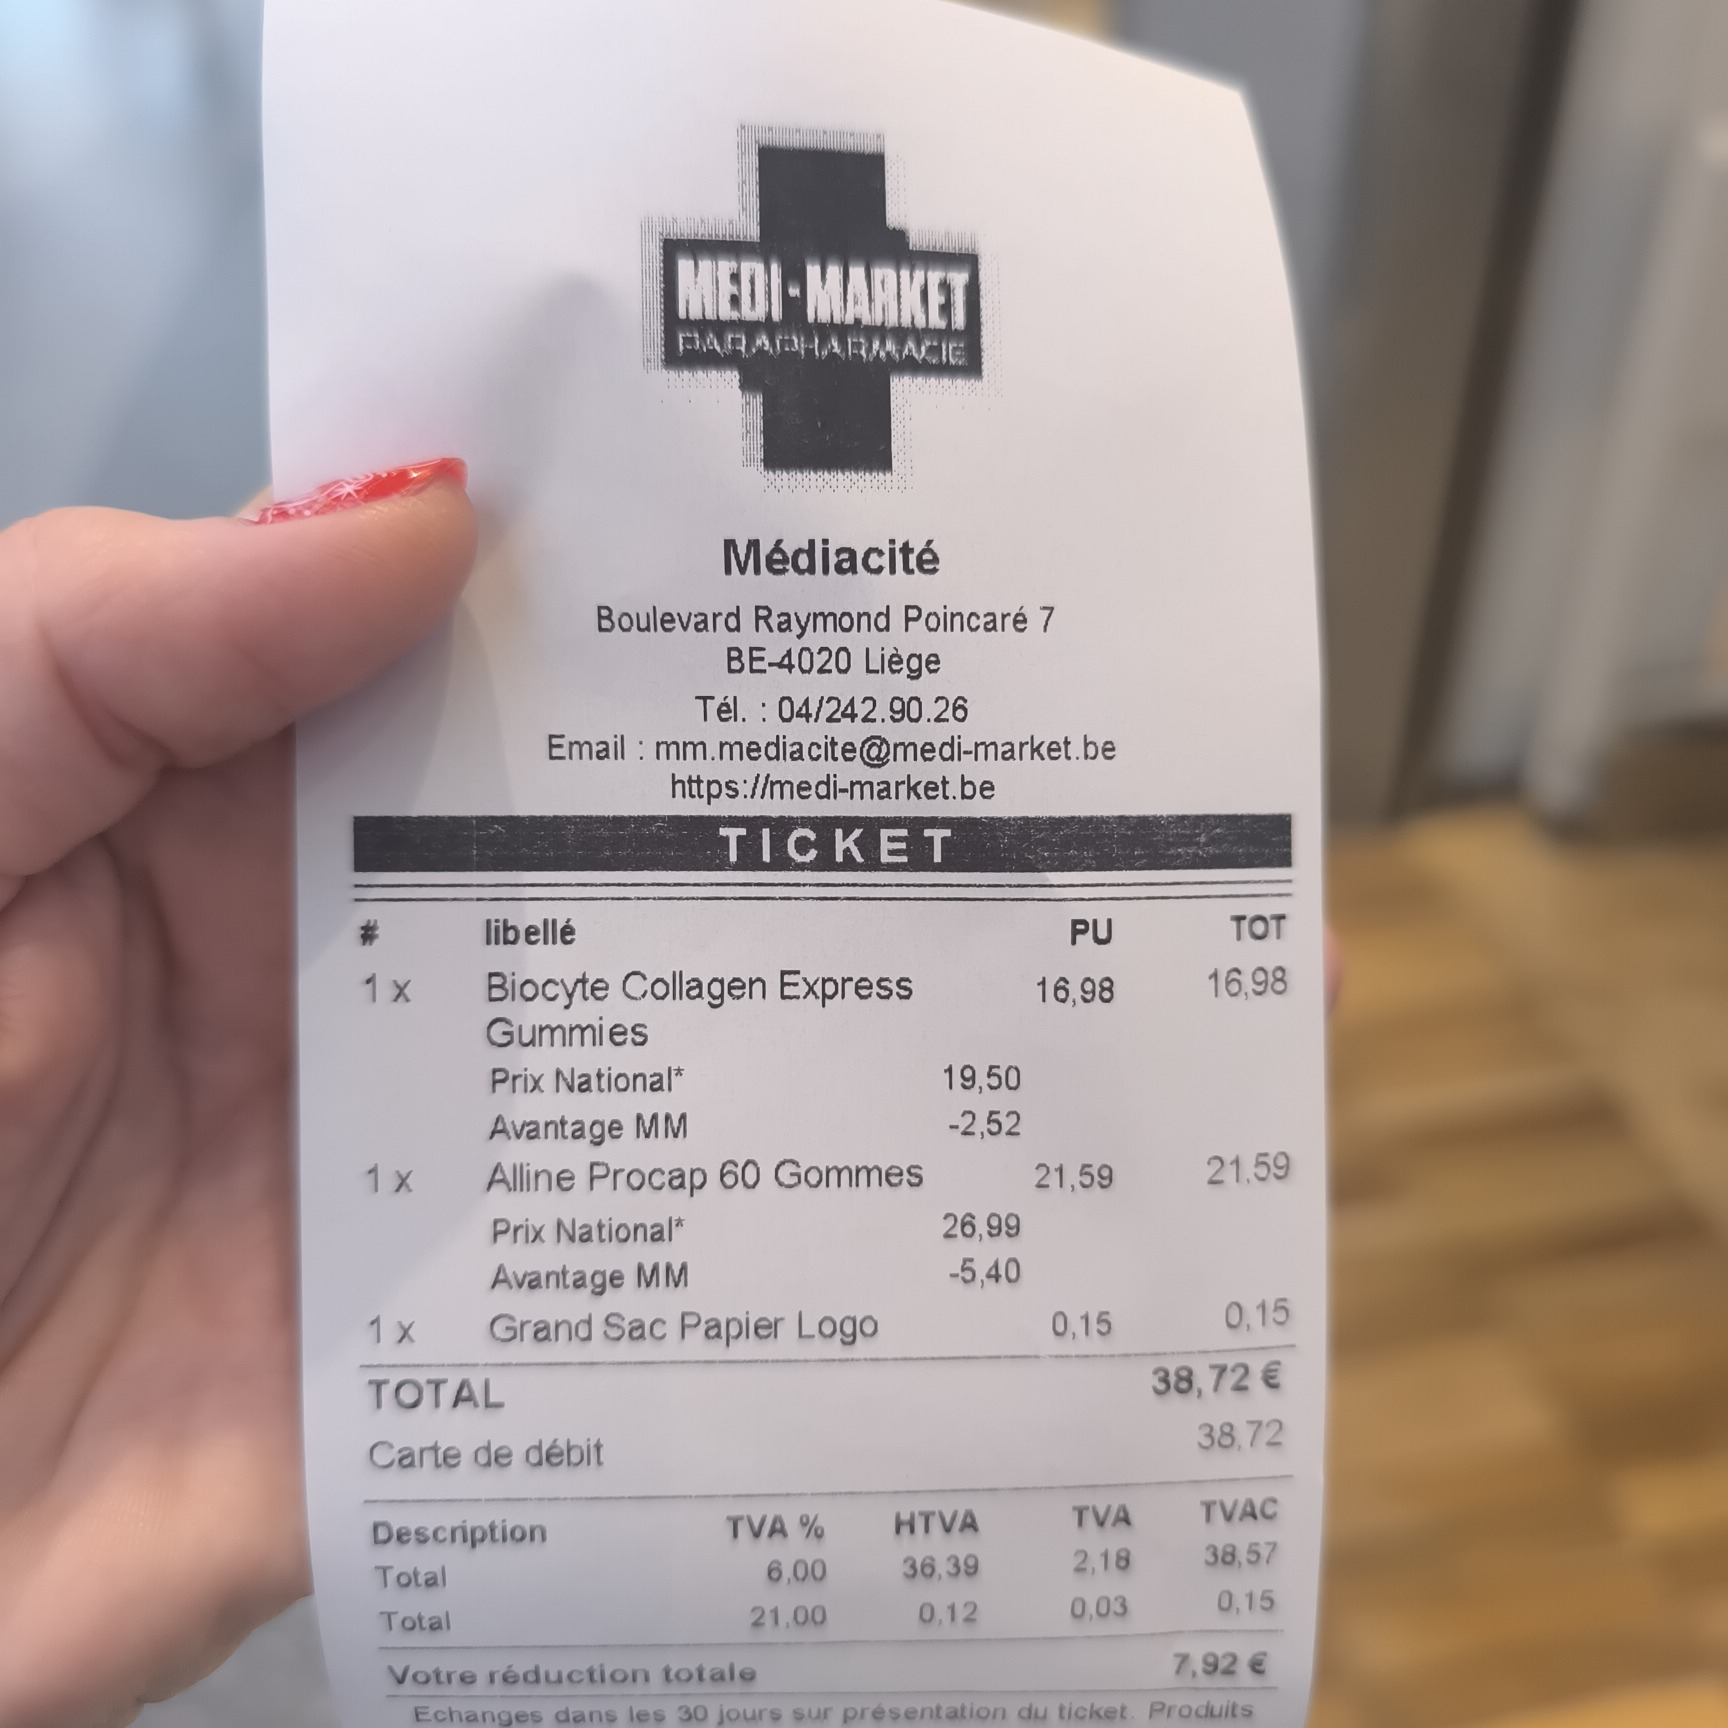 MEDI-MARKET
PARAPHARMACIE
Médiacité
Boulevard Raymond Poincaré 7
BE-4020 Liège
Tél. : 04/242.90.26
Email : mm.mediacite@medi-market.be
https://medi-market.be
TICKET
# libellé PU TOT
1 x Biocyte Collagen Express 16,98 16,98
Gummies
Prix National* 19,50
Avantage MM -2,52
1 x Alline Procap 60 Gommes 21,59 21,59
Prix National* 26,99
Avantage MM -5,40
1 x Grand Sac Papier Logo 0,15 0,15
TOTAL 38,72 €
Carte de débit 38,72
Description TVA % HTVA TVA TVAC
Total 6,00 36,39 2,18 38,57
Total 21,00 0,12 0,03 0,15
Votre réduction totale 7,92 €
Echanges dans les 30 jours sur présentation du ticket. Produits